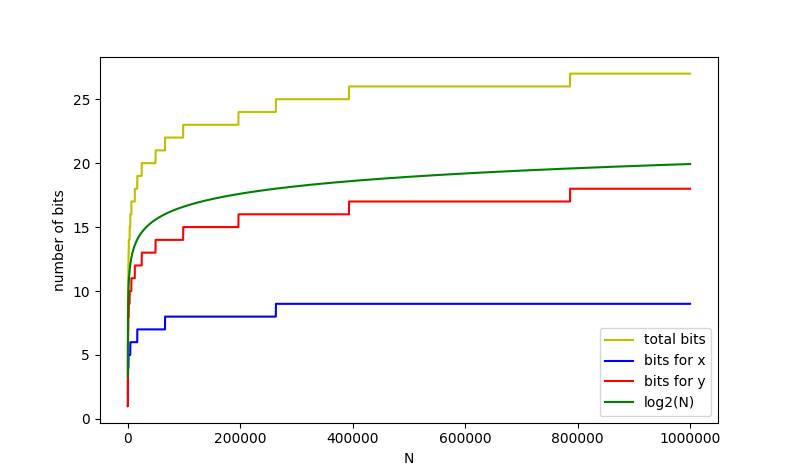 25
20
15
10
5
0
number of bits
total bits
bits for x
bits for y
log2(N)
0 200000 400000 600000 800000 1000000
N